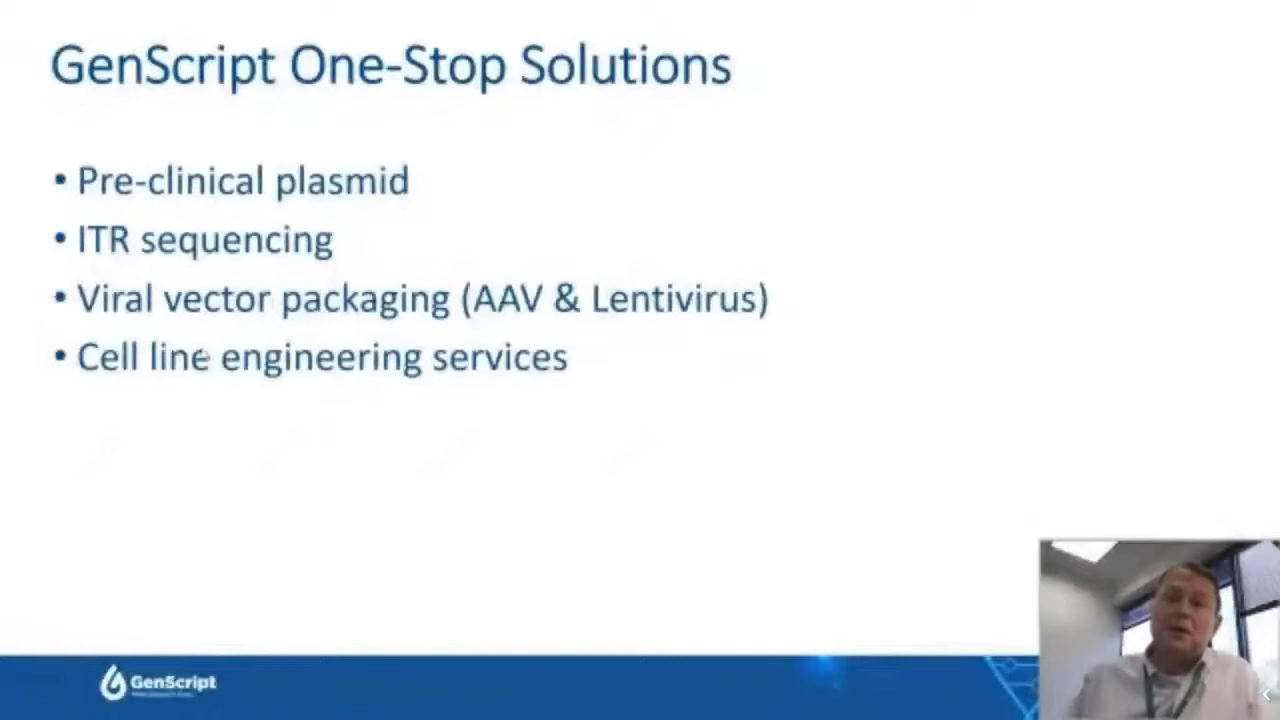 GenScript One-Stop Solutions
• Pre-clinical plasmid
• ITR sequencing
• Viral vector packaging (AAV & Lentivirus)
• Cell line engineering services
GenScript